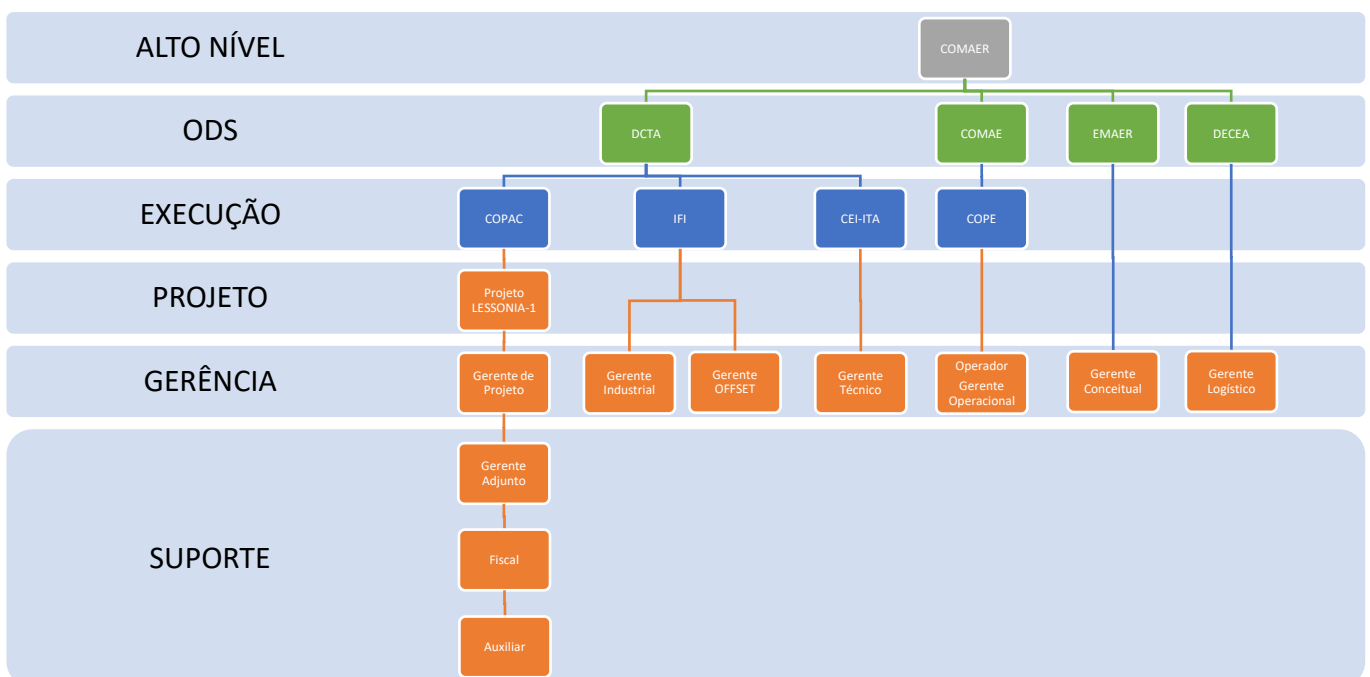 ALTO NÍVEL
COMAER
ODS
DCTA
COMAE
EMAER
DECEA
EXECUÇÃO
COPAC
IFI
CEI-ITA
COPE
PROJETO
Projeto
LESSONIA-1
GERÊNCIA
Gerente de
Projeto
Gerente
Industrial
Gerente
OFFSET
Gerente
Técnico
Operador
Gerente
Operacional
Gerente
Conceitual
Gerente
Logístico
SUPORTE
Gerente
Adjunto
Fiscal
Auxiliar